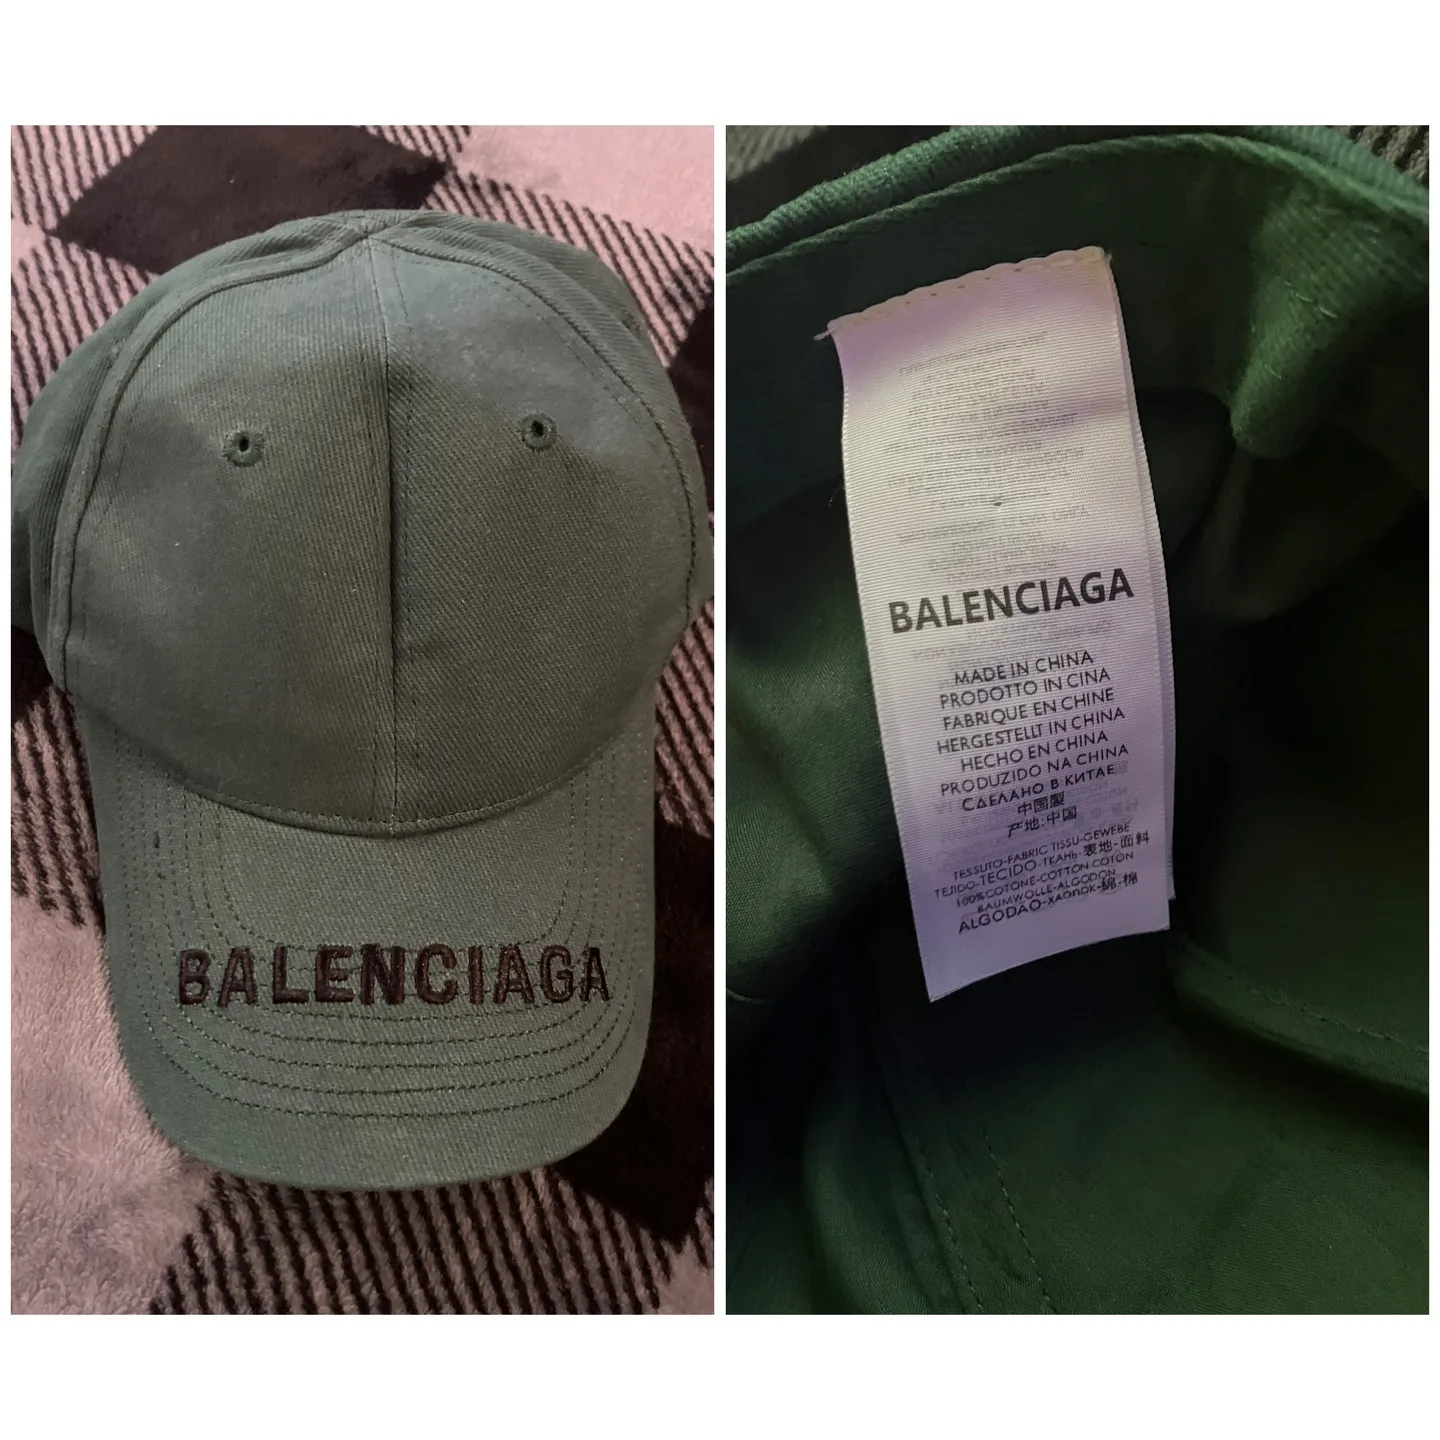 BALENCIAGA
BALENCIAGA
MADE IN CHINA
PRODOTTO IN CINA
FABRIQUE EN CHINE
HERGESTELLT IN CHINA
HECHO EN CHINA
PRODUZIDO NA CHINA
СДЕЛАНО В КИТАЕ
中国製
产地:中国
TESSUTO-FABRIC TISSU-GEWEBE
TEJIDO-TECIDO-ТКАНЬ-表地-面料
100%COTONE-COTTON COTON
BAUMWOLLE-ALGODON
ALGODÃO-ХЛОПОК-綿-棉